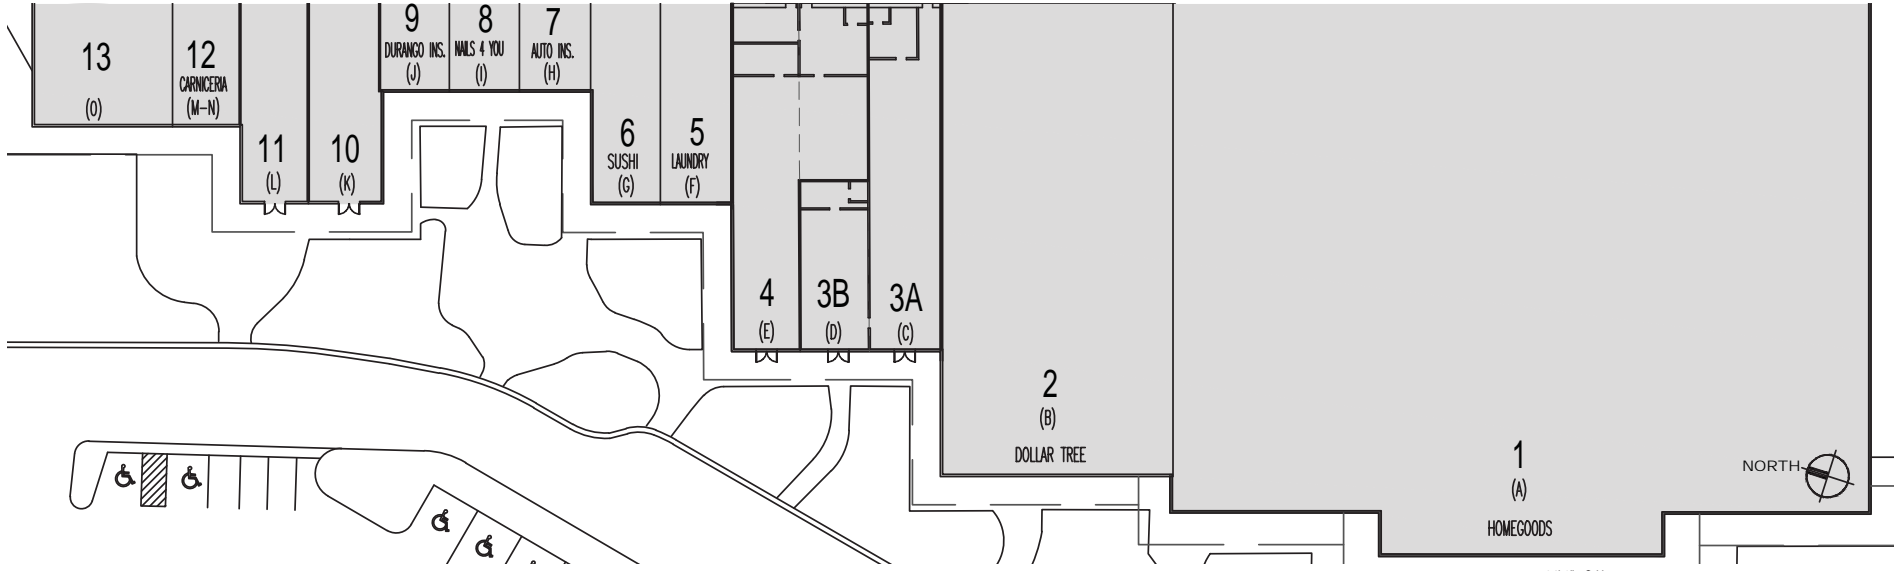 13
(O)
12
CARNICERIA
(M-N)
11
(L)
10
(K)
9
DURANGO INS.
(J)
8
NAILS 4 YOU
(I)
7
AUTO INS.
(H)
6
SUSHI
(G)
5
LAUNDRY
(F)
4
(E)
3B
(D)
3A
(C)
2
(B)
DOLLAR TREE
1
(A)
HOMEGOODS
NORTH